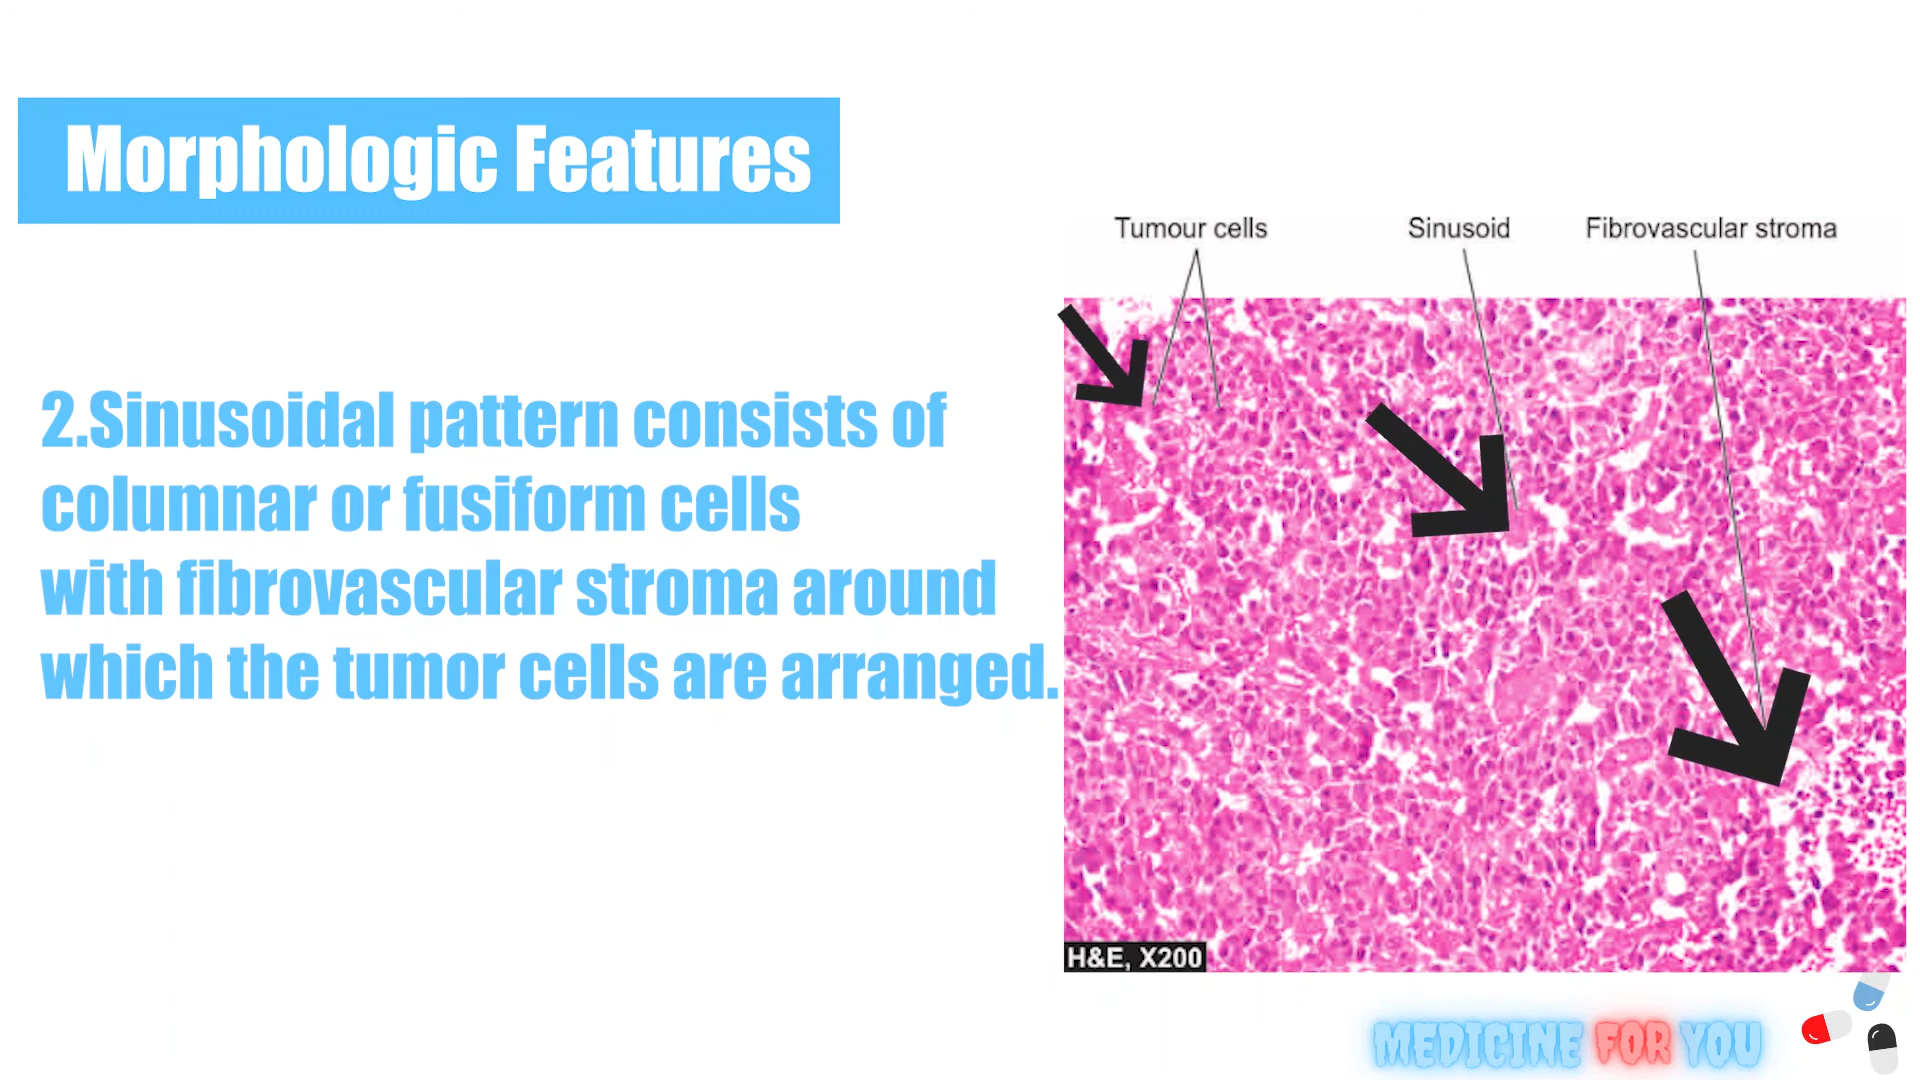 Morphologic Features
2.Sinusoidal pattern consists of
columnar or fusiform cells
with fibrovascular stroma around
which the tumor cells are arranged.
Tumour cells
Sinusoid
Fibrovascular stroma
H&E, X200
MEDICINE FOR YOU